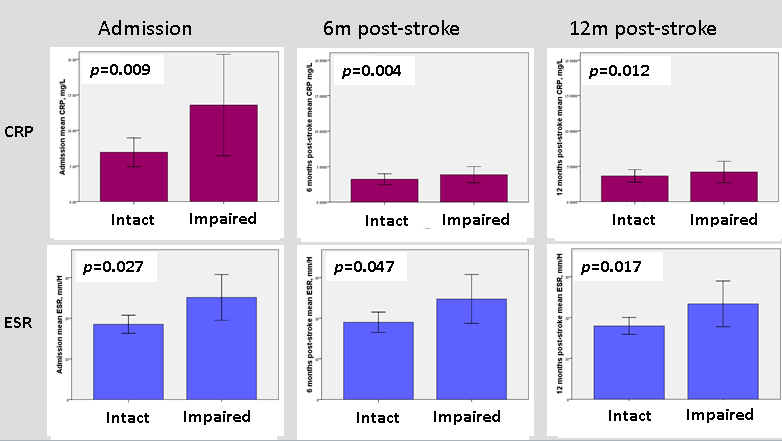 Admission
6m post-stroke
12m post-stroke
CRP
Admission mean CRP, mg/L
p=0.009
Intact
Impaired
6 months post-stroke mean CRP, mg/L
p=0.004
Intact
Impaired
12 months post-stroke mean CRP, mg/L
p=0.012
Intact
Impaired
ESR
Admission mean ESR, mm/H
p=0.027
Intact
Impaired
6 months post-stroke mean ESR, mm/H
p=0.047
Intact
Impaired
12 months post-stroke mean ESR, mm/H
p=0.017
Intact
Impaired